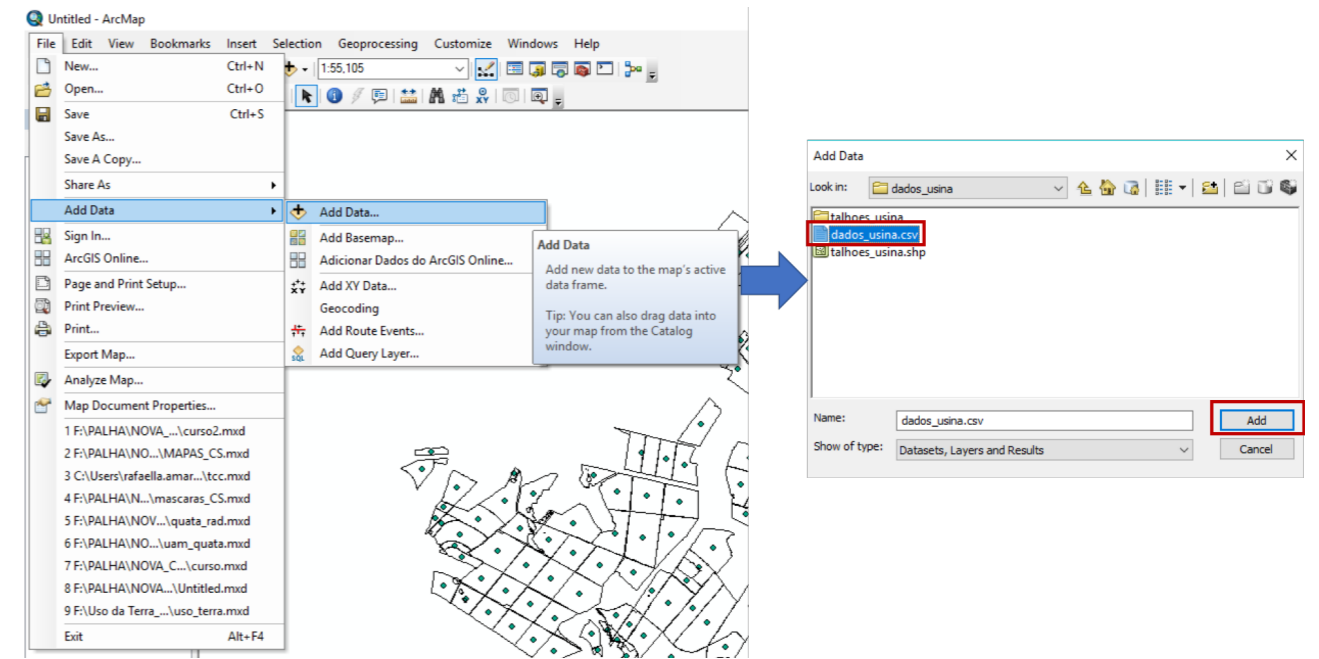 Untitled - ArcMap
File Edit View Bookmarks Insert Selection Geoprocessing Customize Windows Help
1:55,105
New... Ctrl+N
Open... Ctrl+O
Save Ctrl+S
Save As...
Save A Copy...
Share As
Add Data
Sign In...
ArcGIS Online...
Page and Print Setup...
Print Preview...
Print...
Export Map...
Analyze Map...
Map Document Properties...
1 F:\PALHA\NOVA_...\curso2.mxd
2 F:\PALHA\NO...\MAPAS_CS.mxd
3 C:\Users\rafaella.amar...\tcc.mxd
4 F:\PALHA\N...\mascaras_CS.mxd
5 F:\PALHA\NOV...\quata_rad.mxd
6 F:\PALHA\NO...\uam_quata.mxd
7 F:\PALHA\NOVA_C...\curso.mxd
8 F:\PALHA\NOVA...\Untitled.mxd
9 F:\Uso da Terra_...\uso_terra.mxd
Exit Alt+F4
Add Data...
Add Basemap...
Adicionar Dados do ArcGIS Online...
XY Add XY Data...
Geocoding
Add Route Events...
SQL Add Query Layer...
Add Data
Add new data to the map's active
data frame.
Tip: You can also drag data into
your map from the Catalog
window.
XY
Add Data
Look in: dados_usina
talhoes_usina
dados_usina.csv
talhoes_usina.shp
Name: dados_usina.csv Add
Show of type: Datasets, Layers and Results Cancel